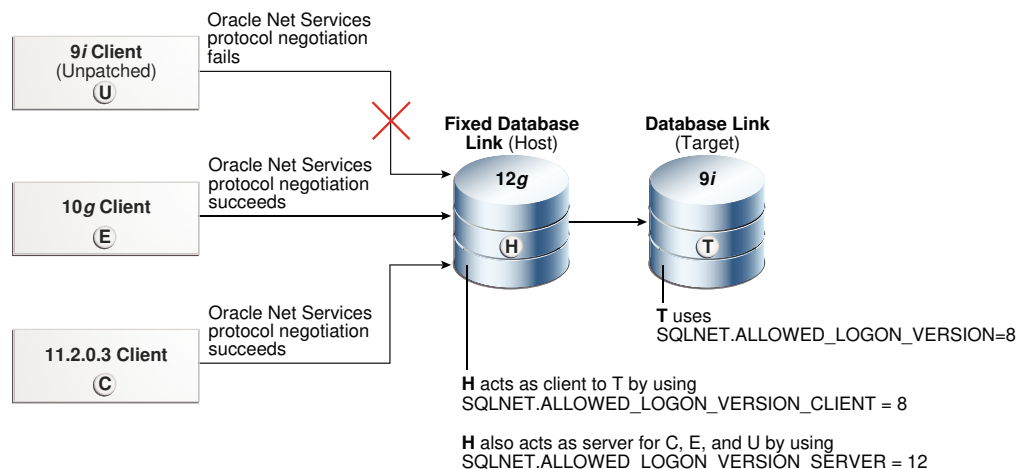 Oracle Net Services
protocol negotiation
fails
9i Client
(Unpatched)
U
Oracle Net Services
protocol negotiation
succeeds
10g Client
E
Oracle Net Services
protocol negotiation
succeeds
11.2.0.3 Client
C
Fixed Database
Link (Host)
12g
H
Database Link
(Target)
9i
T
T uses
SQLNET.ALLOWED_LOGON_VERSION=8
H acts as client to T by using
SQLNET.ALLOWED_LOGON_VERSION_CLIENT = 8
H also acts as server for C, E, and U by using
SQLNET.ALLOWED_LOGON_VERSION_SERVER = 12